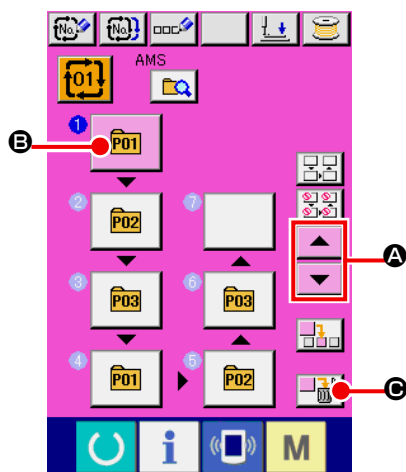 No. No.
AMS
01
1
B
P01
2 7
P02
A
3 6
P03 P03
4 5
P01 P02
C
i M